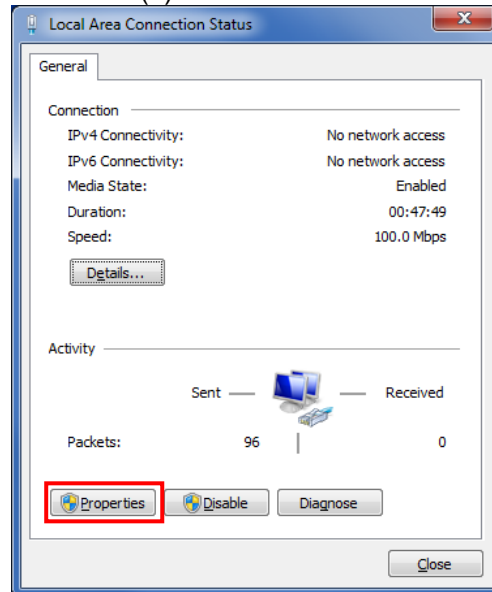 Local Area Connection Status
General
Connection
IPv4 Connectivity: No network access
IPv6 Connectivity: No network access
Media State: Enabled
Duration: 00:47:49
Speed: 100.0 Mbps
Details...
Activity
Sent Received
Packets: 96 0
Properties Disable Diagnose
Close